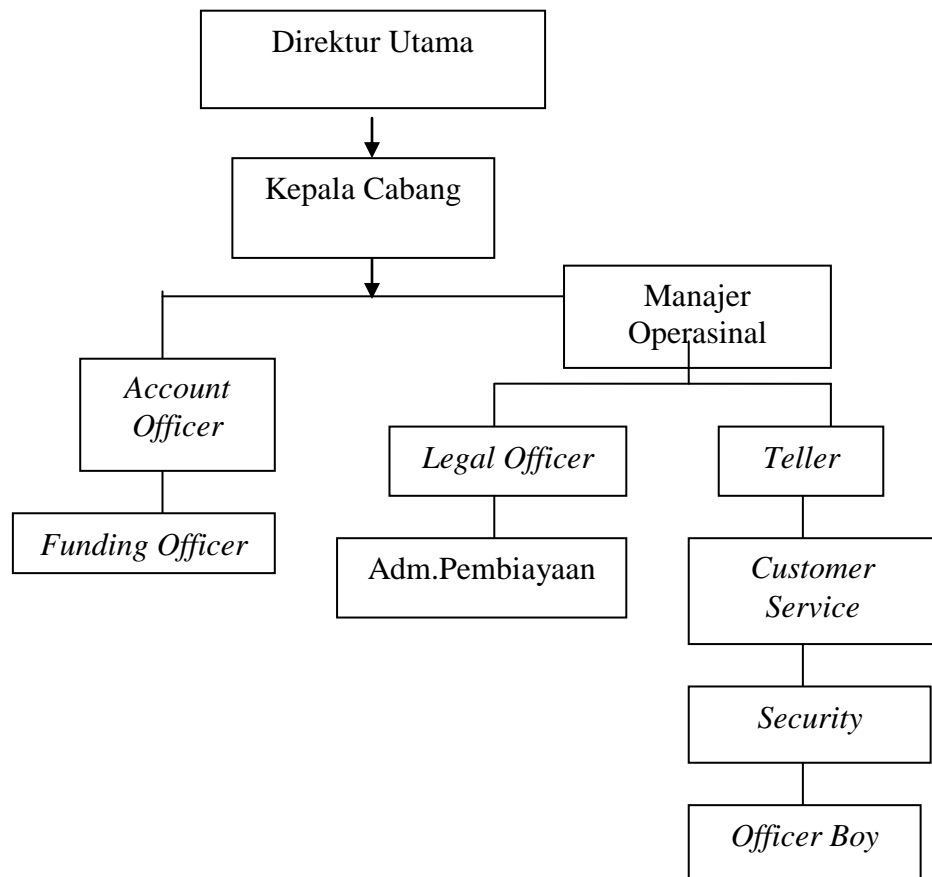 Direktur Utama
Kepala Cabang
Manajer
Operasinal
Account
Officer
Legal Officer
Teller
Funding Officer
Adm.Pembiayaan
Customer
Service
Security
Officer Boy